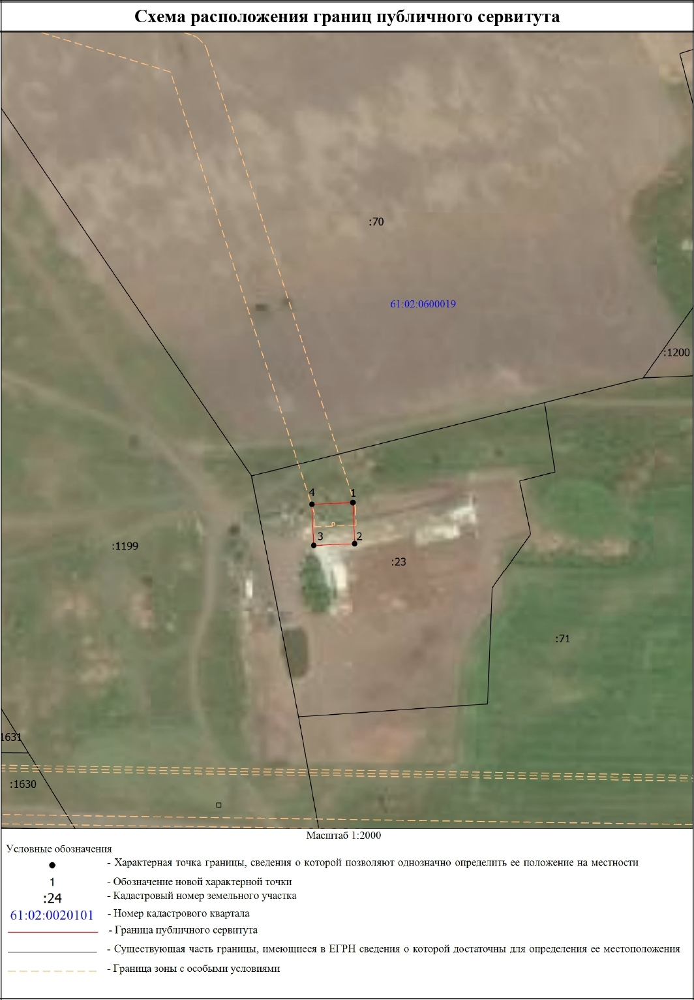 Схема расположения границ публичного сервитута
:70
61:02:0600019
:1200
4
1
3
2
:1199
:23
:71
1631
:1630
Масштаб 1:2000
Условные обозначения
- Характерная точка границы, сведения о которой позволяют однозначно определить ее положение на местности
1 - Обозначение новой характерной точки
:24 - Кадастровый номер земельного участка
61:02:0020101 - Номер кадастрового квартала
- Граница публичного сервитута
- Существующая часть границы, имеющиеся в ЕГРН сведения о которой достаточны для определения ее местоположения
- Граница зоны с особыми условиями